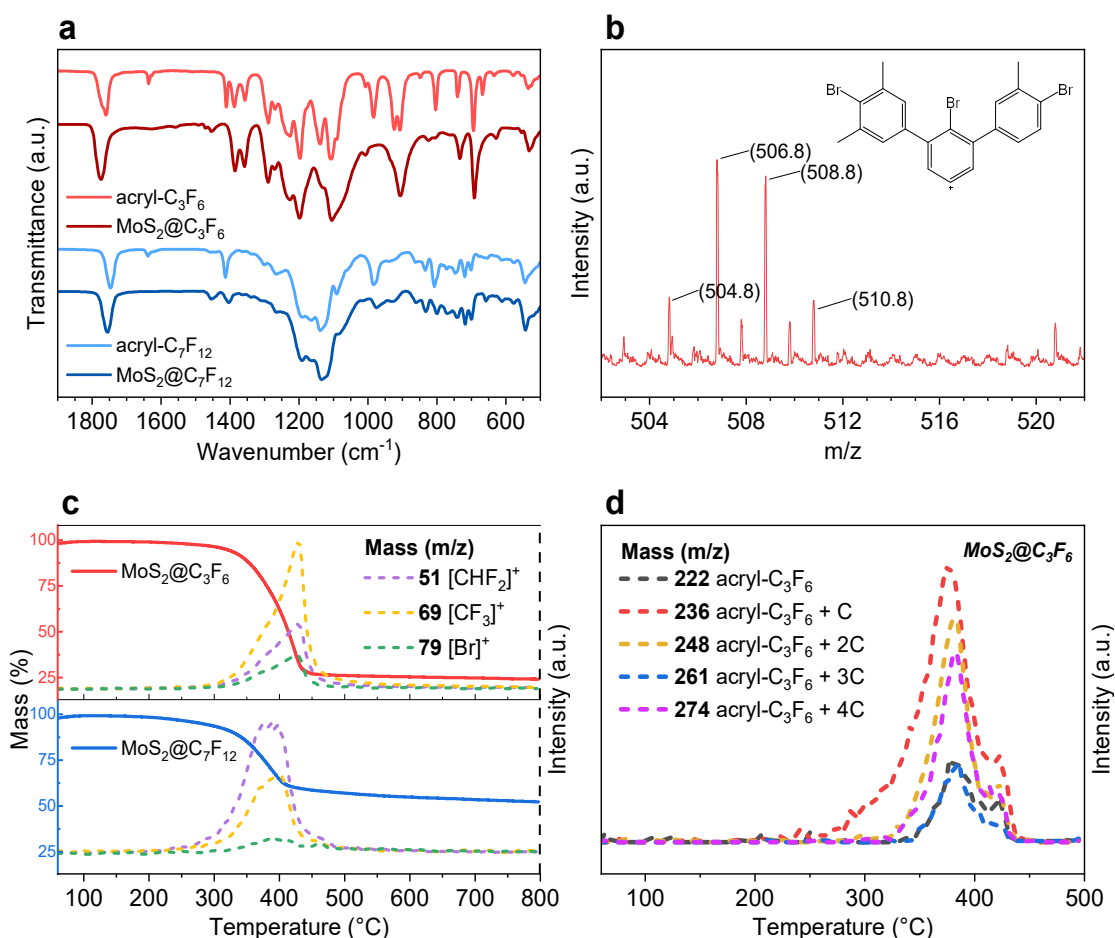 a
Transmittance (a.u.)
acryl-C₃F₆
MoS₂@C₃F₆
acryl-C₇F₁₂
MoS₂@C₇F₁₂
1800 1600 1400 1200 1000 800 600
Wavenumber (cm⁻¹)
b
Intensity (a.u.)
Br
Br
Br
+
(506.8)
(508.8)
(504.8)
(510.8)
504 508 512 516 520
m/z
c
Mass (%)
100
75
50
25
MoS₂@C₃F₆
Mass (m/z)
51 [CHF₂]⁺
69 [CF₃]⁺
79 [Br]⁺
100
75
50
25
MoS₂@C₇F₁₂
Intensity (a.u.)
100 200 300 400 500 600 700 800
Temperature (°C)
d
MoS₂@C₃F₆
Mass (m/z)
222 acryl-C₃F₆
236 acryl-C₃F₆ + C
248 acryl-C₃F₆ + 2C
261 acryl-C₃F₆ + 3C
274 acryl-C₃F₆ + 4C
Intensity (a.u.)
100 200 300 400 500
Temperature (°C)